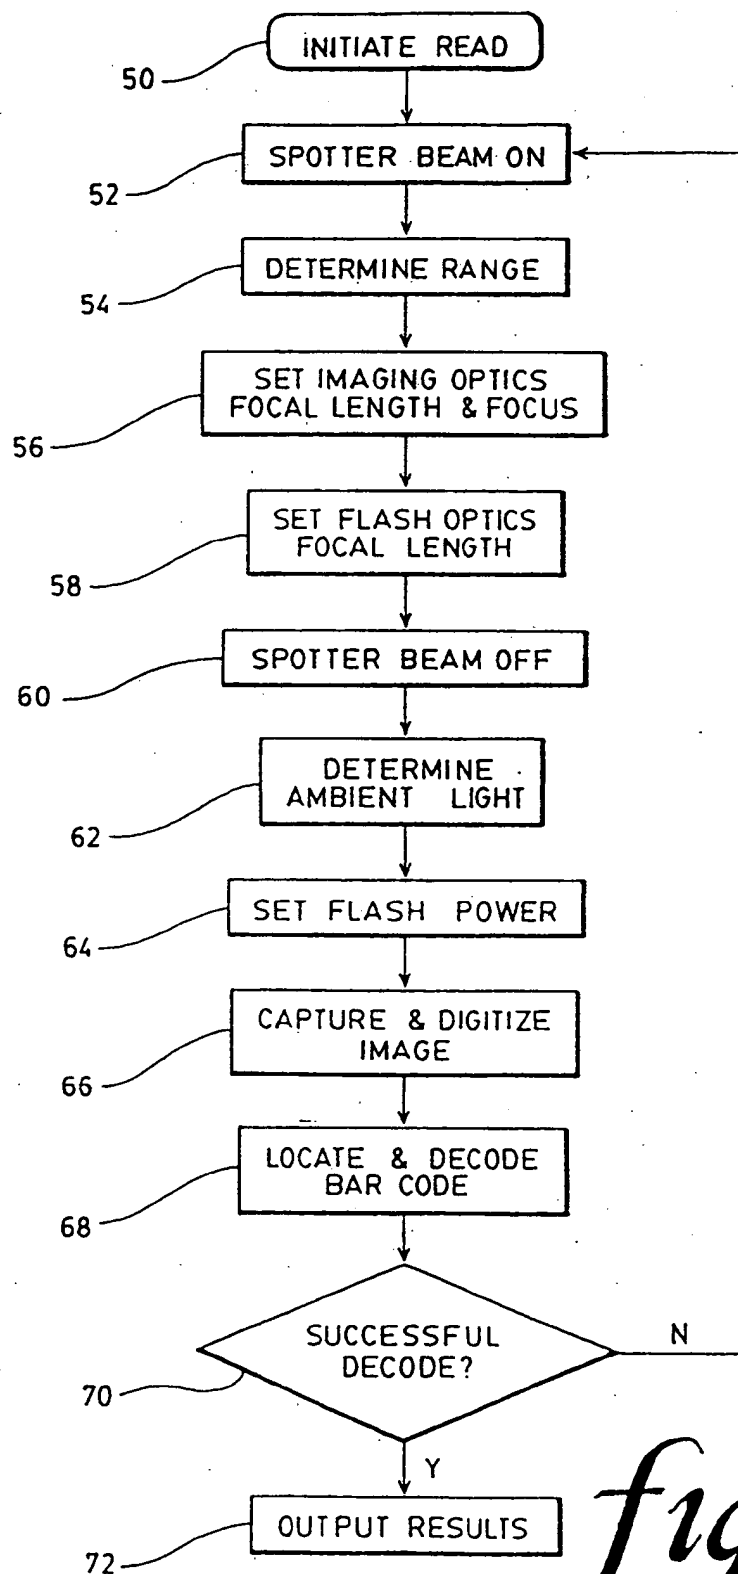 INITIATE READ
50
SPOTTER BEAM ON
52
DETERMINE RANGE
54
SET IMAGING OPTICS
FOCAL LENGTH & FOCUS
56
SET FLASH OPTICS
FOCAL LENGTH
58
SPOTTER BEAM OFF
60
DETERMINE
AMBIENT LIGHT
62
SET FLASH POWER
64
CAPTURE & DIGITIZE
IMAGE
66
LOCATE & DECODE
BAR CODE
68
SUCCESSFUL
DECODE?
N
70
Y
OUTPUT RESULTS
72
fig